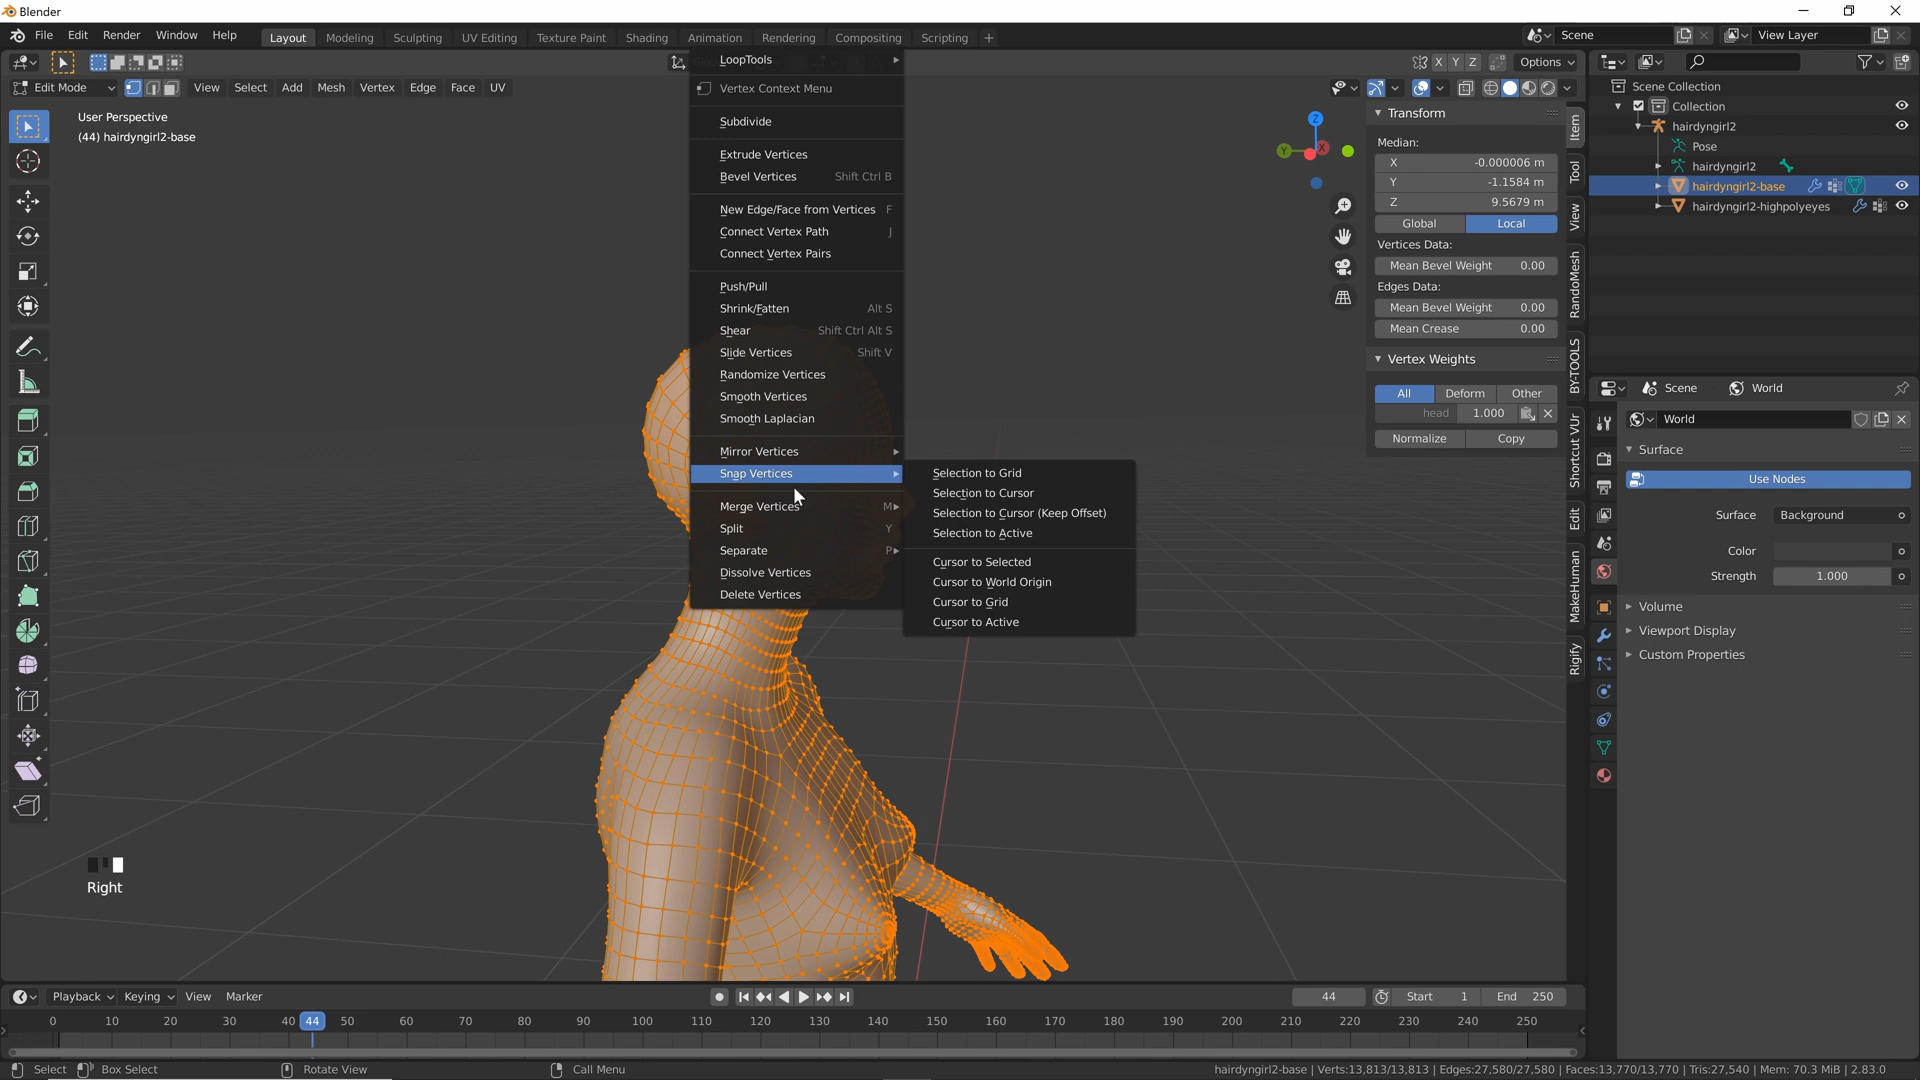 Blender
File Edit Render Window Help
Layout Modeling Sculpting UV Editing Texture Paint Shading Animation Rendering Compositing Scripting +
Scene
View Layer
X Y Z Options
Edit Mode View Select Add Mesh Vertex Edge Face UV
User Perspective
(44) hairdyngirl2-base
LoopTools
Vertex Context Menu
Subdivide
Extrude Vertices
Bevel Vertices Shift Ctrl B
New Edge/Face from Vertices F
Connect Vertex Path J
Connect Vertex Pairs
Push/Pull
Shrink/Fatten Alt S
Shear Shift Ctrl Alt S
Slide Vertices Shift V
Randomize Vertices
Smooth Vertices
Smooth Laplacian
Mirror Vertices
Snap Vertices
Merge Vertices M
Split Y
Separate P
Dissolve Vertices
Delete Vertices
Selection to Grid
Selection to Cursor
Selection to Cursor (Keep Offset)
Selection to Active
Cursor to Selected
Cursor to World Origin
Cursor to Grid
Cursor to Active
Z
Y
X
Transform
Median:
X -0.000006 m
Y -1.1584 m
Z 9.5679 m
Global Local
Vertices Data:
Mean Bevel Weight 0.00
Edges Data:
Mean Bevel Weight 0.00
Mean Crease 0.00
Vertex Weights
All Deform Other
head 1.000
Normalize Copy
Item
Tool
View
RandoMesh
BY-TOOLS
Shortcut VUr
Edit
MakeHuman
Rigify
Scene Collection
Collection
hairdyngirl2
Pose
hairdyngirl2
hairdyngirl2-base
hairdyngirl2-highpolyeyes
Scene World
World
Surface
Use Nodes
Surface Background
Color
Strength 1.000
Volume
Viewport Display
Custom Properties
Right
Playback Keying View Marker
44 Start 1 End 250
0 10 20 30 40 44 50 60 70 80 90 100 110 120 130 140 150 160 170 180 190 200 210 220 230 240 250
Select Box Select Rotate View Call Menu
hairdyngirl2-base | Verts:13,813/13,813 | Edges:27,580/27,580 | Faces:13,770/13,770 | Tris:27,540 | Mem: 70.3 MiB | 2.83.0